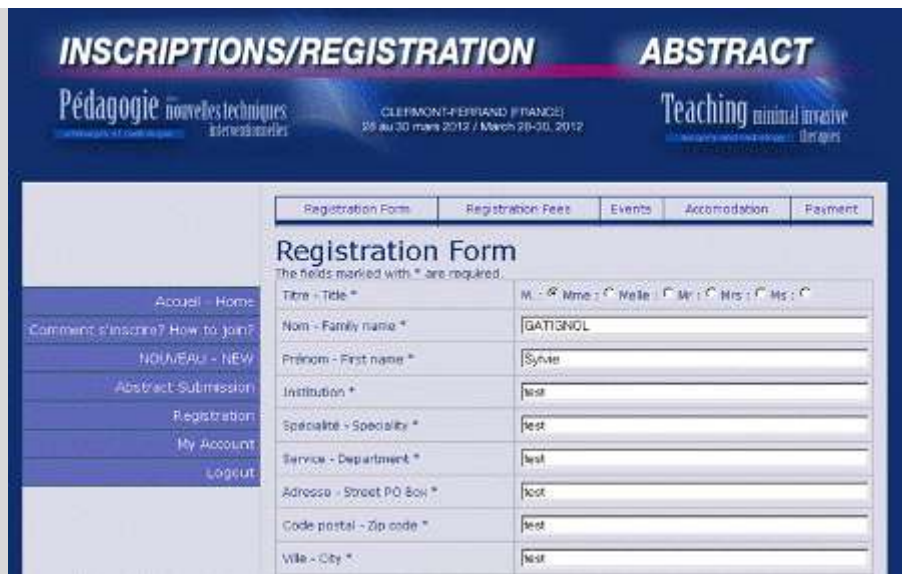 INSCRIPTIONS/REGISTRATION ABSTRACT
Pédagogie nouvelles techniques
interventionnelles
CLERMONT-FERRAND (FRANCE)
28 au 30 mars 2012 / March 28-30, 2012
Teaching minimal invasive
therapies
Registration Form Registration Fees Events Accomodation Payment
Registration Form
The fields marked with * are required.
Accueil - Home
Comment s'inscrire? How to join?
NOUVEAU - NEW
Abstract Submission
Registration
My Account
Logout
Titre - Title * M. : Mme : Melle : Mr : Mrs : Ms :
Nom - Family name * GATIGNOL
Prénom - First name * Sylvie
Institution * test
Spécialité - Speciality * test
Service - Department * test
Adresse - Street PO Box * test
Code postal - Zip code * test
Ville - City * test